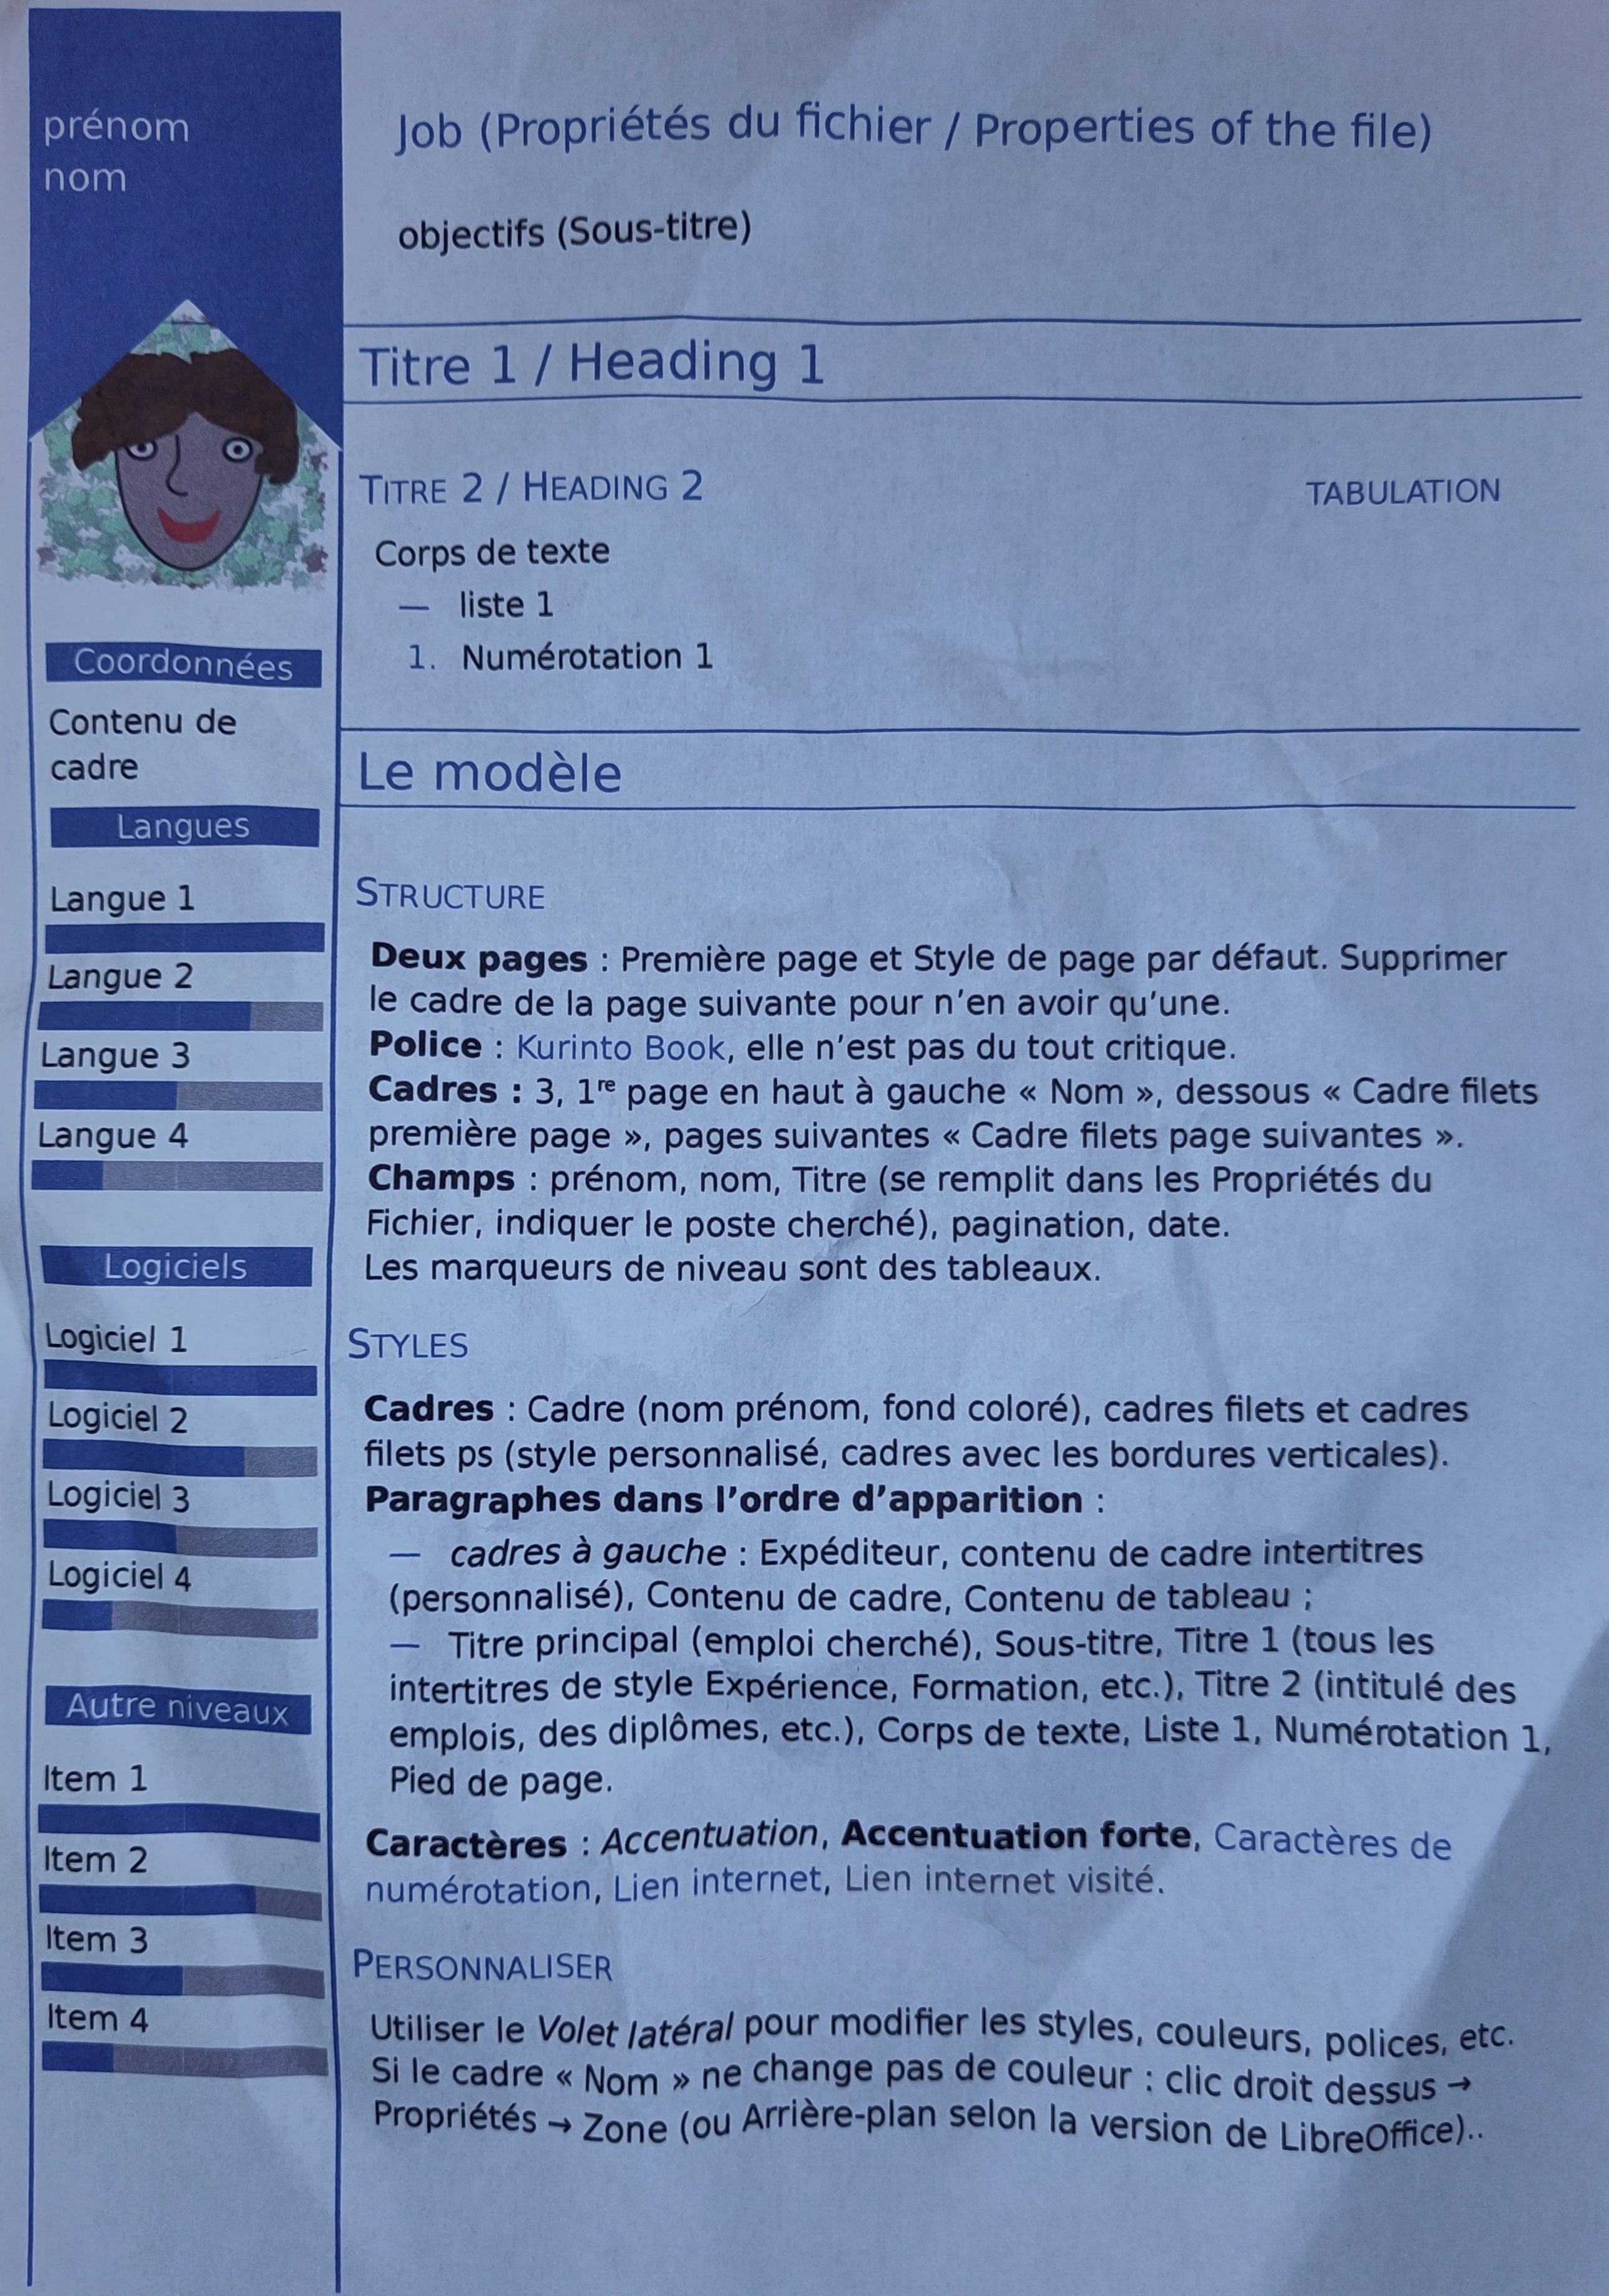 prénom
nom
Job (Propriétés du fichier / Properties of the file)
objectifs (Sous-titre)
Coordonnées
Contenu de
cadre
Langues
Langue 1
Langue 2
Langue 3
Langue 4
Logiciels
Logiciel 1
Logiciel 2
Logiciel 3
Logiciel 4
Autre niveaux
Item 1
Item 2
Item 3
Item 4
Titre 1 / Heading 1
TITRE 2 / HEADING 2 TABULATION
Corps de texte
— liste 1
1. Numérotation 1
Le modèle
STRUCTURE
Deux pages : Première page et Style de page par défaut. Supprimer
le cadre de la page suivante pour n’en avoir qu’une.
Police : Kurinto Book, elle n’est pas du tout critique.
Cadres : 3, 1re page en haut à gauche « Nom », dessous « Cadre filets
première page », pages suivantes « Cadre filets page suivantes ».
Champs : prénom, nom, Titre (se remplit dans les Propriétés du
Fichier, indiquer le poste cherché), pagination, date.
Les marqueurs de niveau sont des tableaux.
STYLES
Cadres : Cadre (nom prénom, fond coloré), cadres filets et cadres
filets ps (style personnalisé, cadres avec les bordures verticales).
Paragraphes dans l’ordre d’apparition :
— cadres à gauche : Expéditeur, contenu de cadre intertitres
(personnalisé), Contenu de cadre, Contenu de tableau ;
— Titre principal (emploi cherché), Sous-titre, Titre 1 (tous les
intertitres de style Expérience, Formation, etc.), Titre 2 (intitulé des
emplois, des diplômes, etc.), Corps de texte, Liste 1, Numérotation 1,
Pied de page.
Caractères : Accentuation, Accentuation forte, Caractères de
numérotation, Lien internet, Lien internet visité.
PERSONNALISER
Utiliser le Volet latéral pour modifier les styles, couleurs, polices, etc.
Si le cadre « Nom » ne change pas de couleur : clic droit dessus →
Propriétés → Zone (ou Arrière-plan selon la version de LibreOffice)..